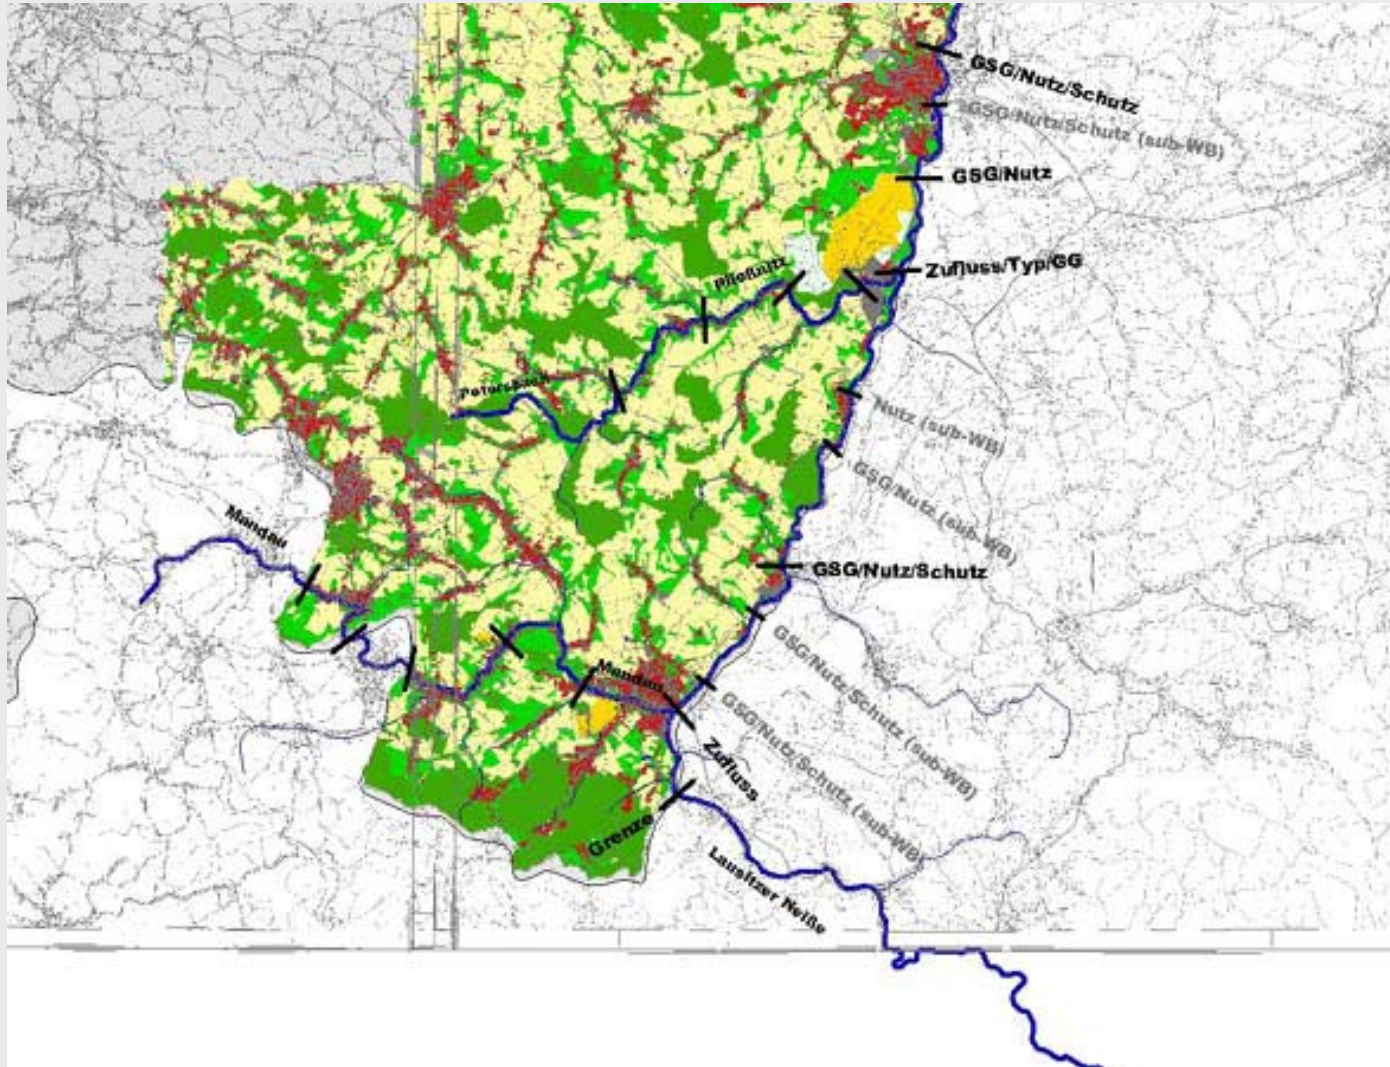 GSG/Nutz/Schutz
GSG/Nutz/Schutz (sub-WB)
GSG/Nutz
Zufluss/Typ/GG
Pließnitz
Petersbach
Nutz (sub-WB)
GSG/Nutz (sub-WB)
Mandau
GSG/Nutz/Schutz
GSG/Nutz/Schutz (sub-WB)
Mandau
GSG/Nutz/Schutz (sub-WB)
Zufluss
Grenze
Lausitzer Neiße